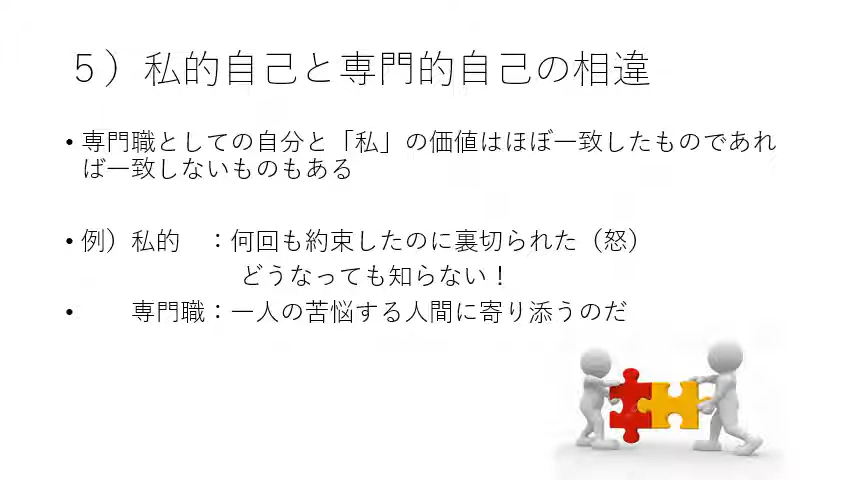 ５）私的自己と専門的自己の相違
• 専門職としての自分と「私」の価値はほぼ一致したものであれ
ば一致しないものもある
• 例）私的　：何回も約束したのに裏切られた（怒）
どうなっても知らない！
• 　　専門職：一人の苦悩する人間に寄り添うのだ